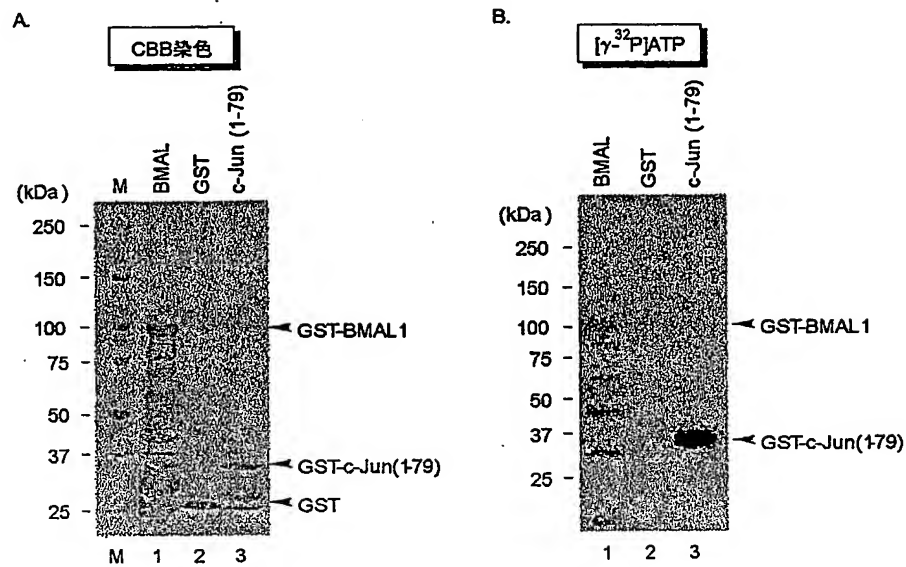 A.
CBB染色
(kDa)
M
BMAL
GST
c-Jun (1-79)
250
150
100
75
50
37
25
GST-BMAL1
GST-c-Jun(1-79)
GST
M 1 2 3
B.
[γ-32P]ATP
(kDa)
BMAL
GST
c-Jun (1-79)
250
150
100
75
50
37
25
GST-BMAL1
GST-c-Jun(1-79)
1 2 3